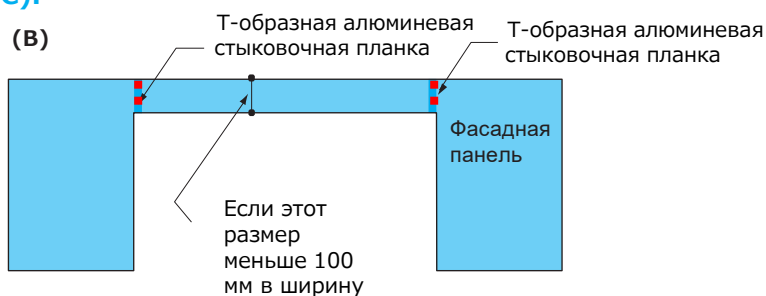 C).
(B)
Т-образная алюминевая
стыковочная планка
Т-образная алюминевая
стыковочная планка
Фасадная
панель
Если этот
размер
меньше 100
мм в ширину